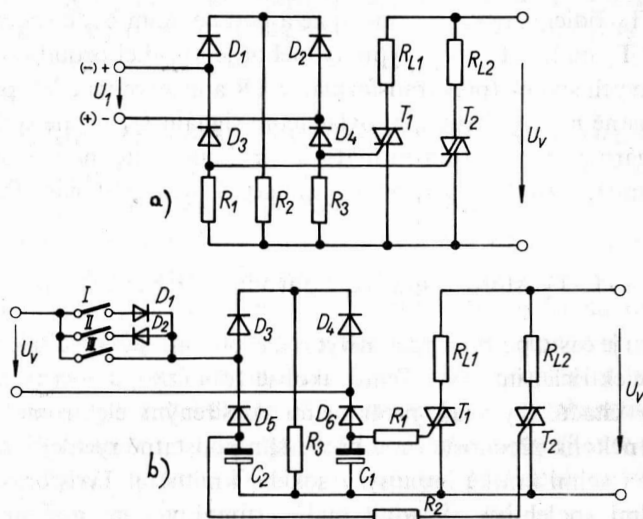 D1 D2 RL1 RL2
(–) +
U1
(+) –
D3 D4 T1 T2 Uv
R1 R2 R3
a)
I D1
II D2
III
Uv
D3 D4 RL1 RL2
Uv
D5 D6 R1 T1 T2
R3
b) C2 C1
R2